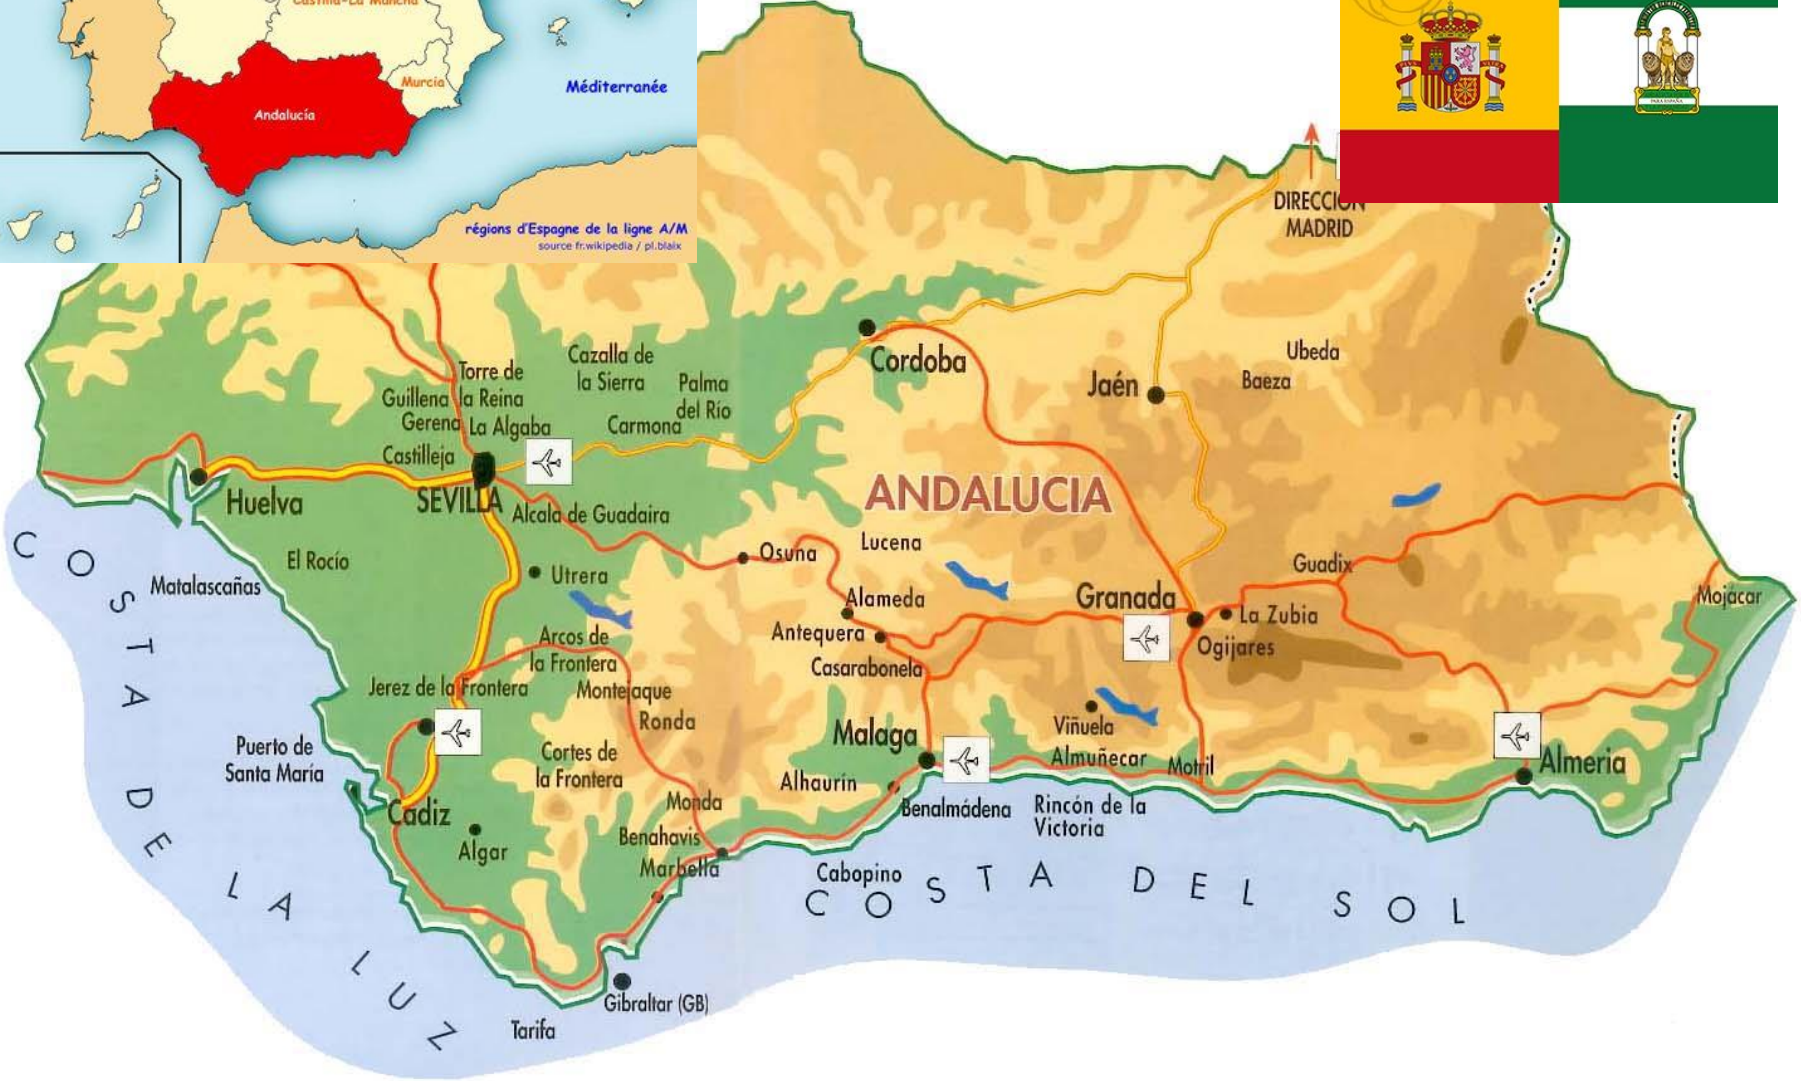 Castilla-La Mancha
Murcia
Méditerranée
Andalucía
régions d'Espagne de la ligne A/M
source fr.wikipedia / pl.blaix
PARA ESPAÑA
DIRECCION
MADRID
Cordoba
Ubeda
Baeza
Jaén
Cazalla de
la Sierra
Palma
del Río
Torre de
la Reina
Guillena
Gerena
La Algaba
Carmona
Castilleja
SEVILLA
Huelva
ANDALUCIA
Alcala de Guadaira
El Rocío
Matalascañas
Utrera
Osuna
Lucena
Alameda
Antequera
Casarabonela
Granada
La Zubia
Ogijares
Guadix
Mojácar
Arcos de
la Frontera
Jerez de la Frontera
Montejaque
Ronda
Puerto de
Santa María
Cortes de
la Frontera
Malaga
Viñuela
Almuñecar
Motril
Almeria
Alhaurín
Benalmádena
Rincón de la
Victoria
Cadiz
Algar
Monda
Benahavis
Marbella
Cabopino
Gibraltar (GB)
Tarifa
COSTA DE LA LUZ
COSTA DEL SOL